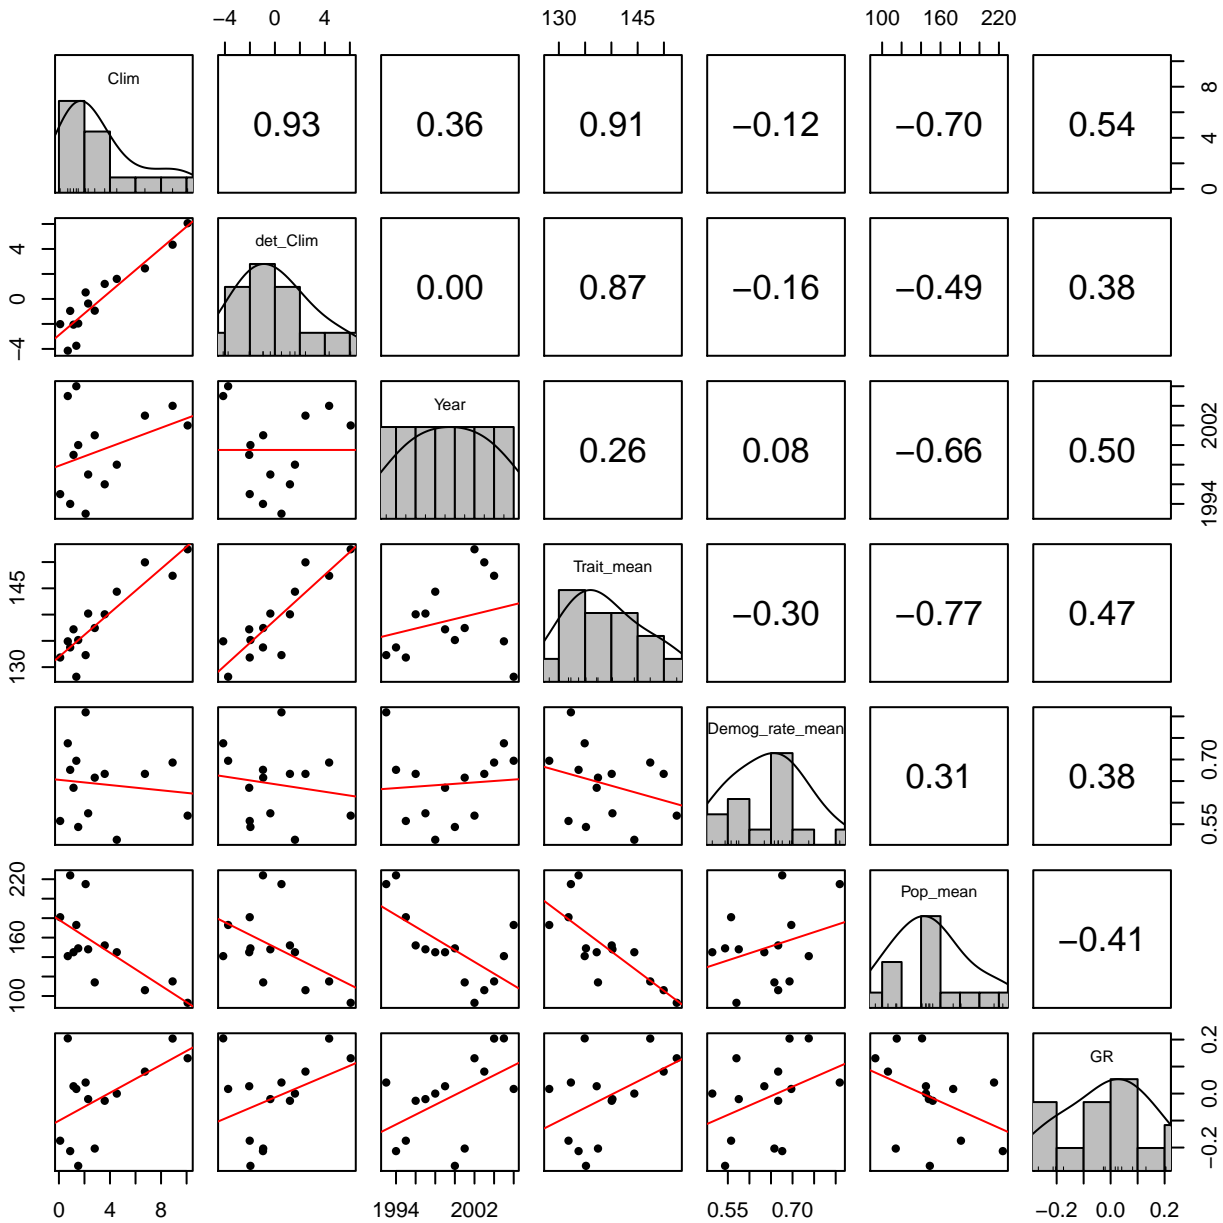 −4 0 4 130 145 100 160 220
Clim 0.93 0.36 0.91 −0.12 −0.70 0.54 0 4 8
−4 0 4 det_Clim 0.00 0.87 −0.16 −0.49 0.38
Year 0.26 0.08 −0.66 0.50 1994 2002
130 145 Trait_mean −0.30 −0.77 0.47
Demog_rate_mean 0.31 0.38 0.55 0.70
100 160 220 Pop_mean −0.41
GR −0.2 0.0 0.2
0 4 8 1994 2002 0.55 0.70 −0.2 0.0 0.2